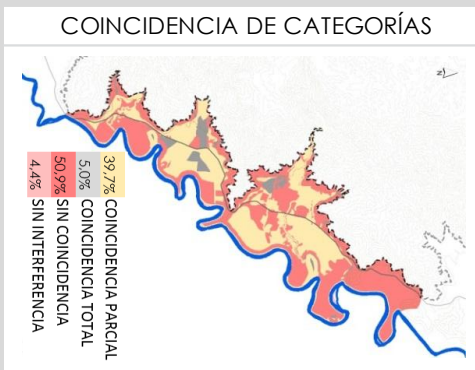 COINCIDENCIA DE CATEGORÍAS
N
39,7% COINCIDENCIA PARCIAL
5,0% COINCIDENCIA TOTAL
50,9% SIN COINCIDENCIA
4,4% SIN INTERFERENCIA